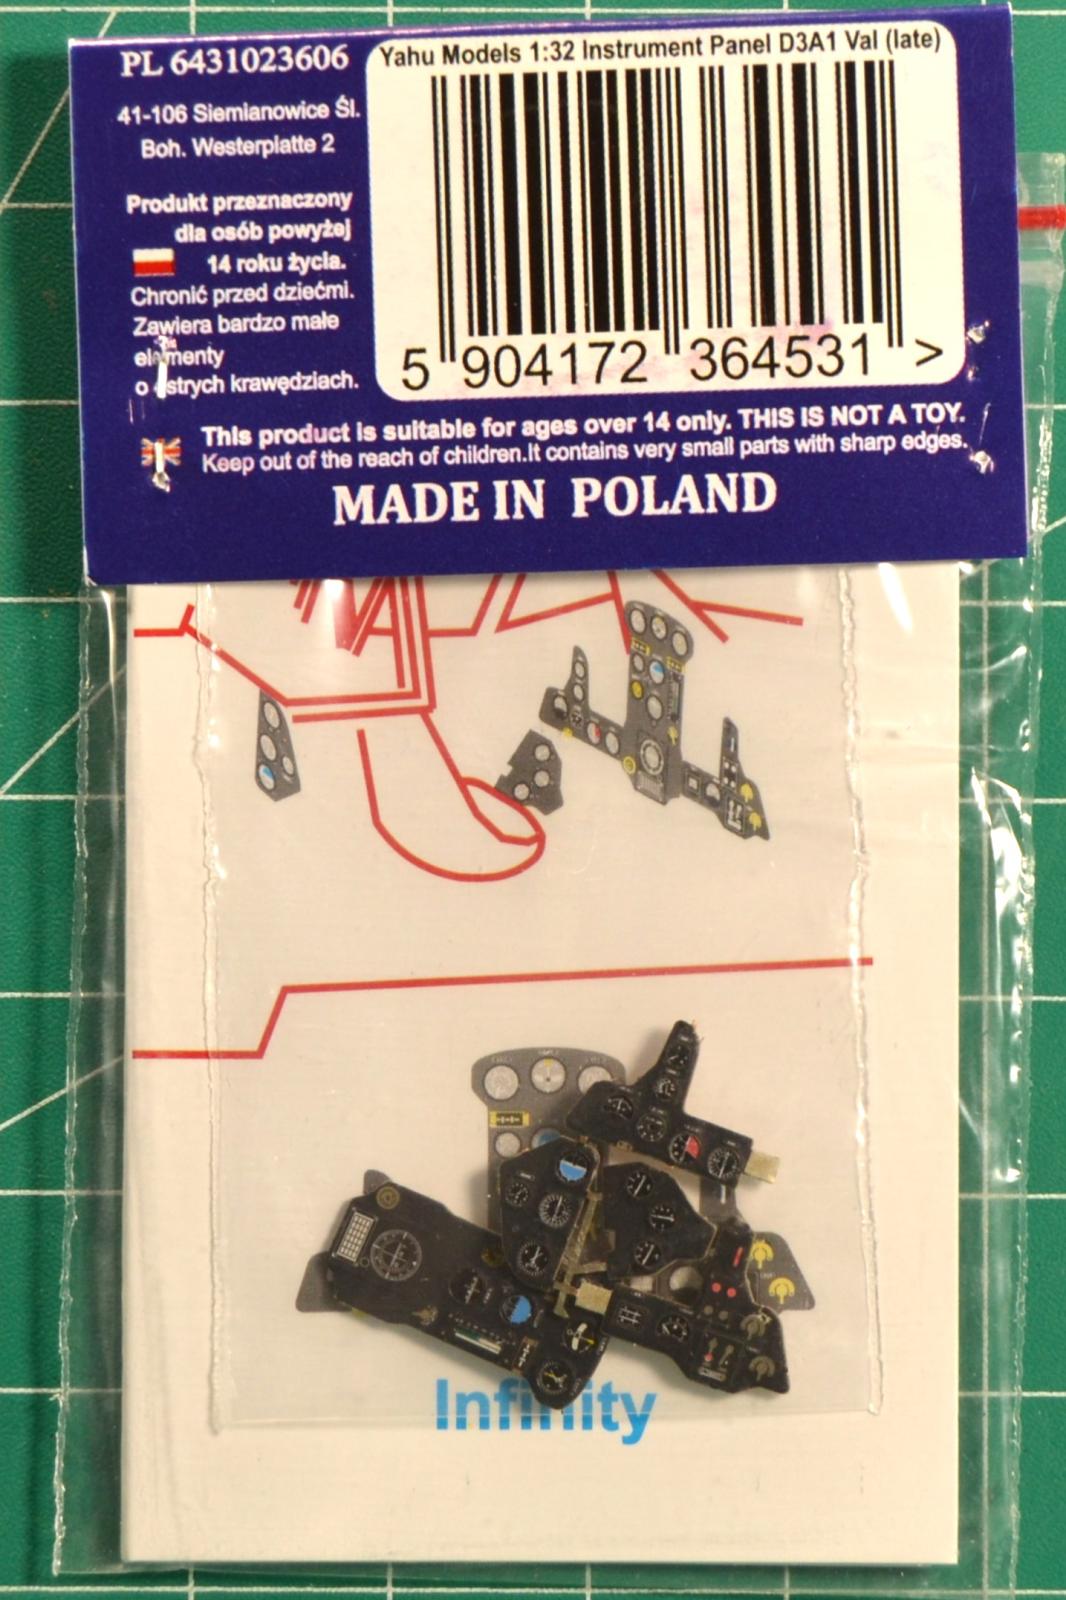 PL 6431023606
41-106 Siemianowice Śl.
Boh. Westerplatte 2
Produkt przeznaczony
dla osób powyżej
14 roku życia.
Chronić przed dziećmi.
Zawiera bardzo małe
elementy
o ostrych krawędziach.
Yahu Models 1:32 Instrument Panel D3A1 Val (late)
5 904172 364531 >
This product is suitable for ages over 14 only. THIS IS NOT A TOY.
Keep out of the reach of children.It contains very small parts with sharp edges.
MADE IN POLAND
Infinity